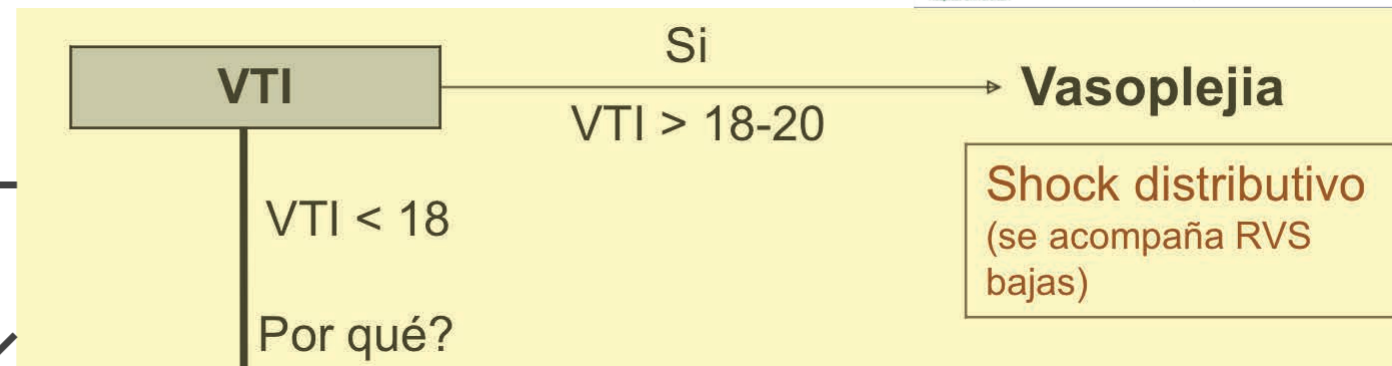 VTI
Si
VTI > 18-20
Vasoplejia
VTI < 18
Shock distributivo
(se acompaña RVS
bajas)
Por qué?